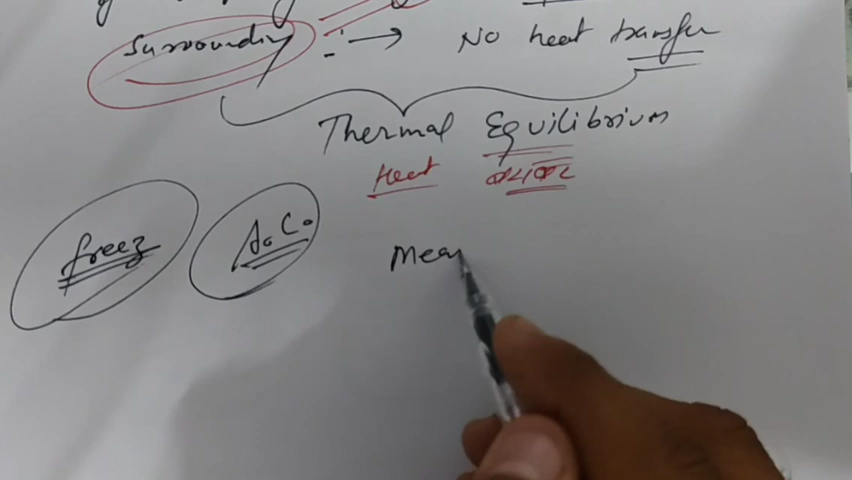 Surrounding :→ No heat transfer
Thermal Equilibrium
Heat
freez A.C.
Mea